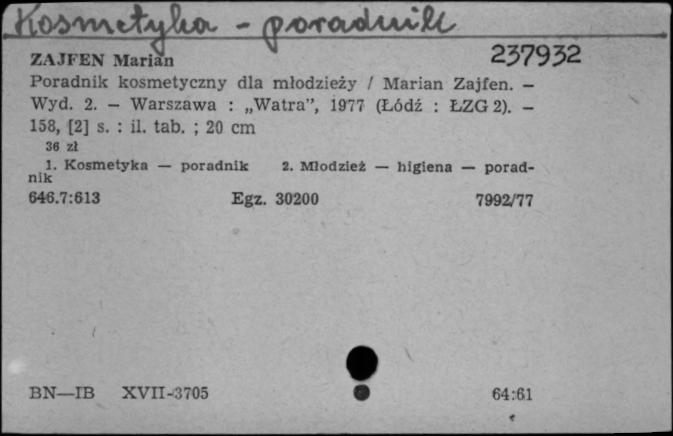 Kosmetyka - poradnik
ZAJFEN Marian 237932
Poradnik kosmetyczny dla młodzieży / Marian Zajfen. —
Wyd. 2. — Warszawa : „Watra”, 1977 (Łódź : ŁZG 2). —
158, [2] s. : il. tab. ; 20 cm
36 zł
1. Kosmetyka — poradnik 2. Młodzież — higiena — porad-
nik
646.7:613 Egz. 30200 7992/77
BN—IB XVII-3705 64:61